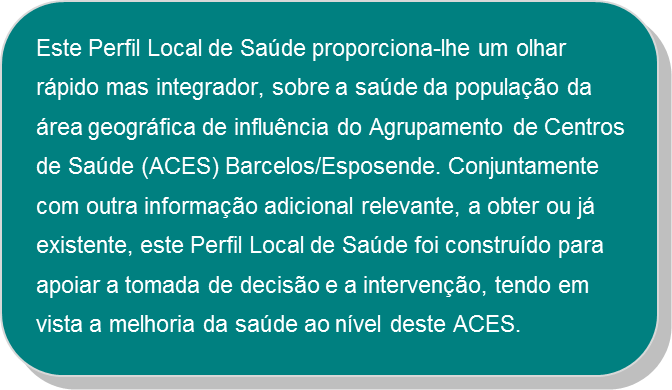 Este Perfil Local de Saúde proporciona-lhe um olhar
rápido mas integrador, sobre a saúde da população da
área geográfica de influência do Agrupamento de Centros
de Saúde (ACES) Barcelos/Esposende. Conjuntamente
com outra informação adicional relevante, a obter ou já
existente, este Perfil Local de Saúde foi construído para
apoiar a tomada de decisão e a intervenção, tendo em
vista a melhoria da saúde ao nível deste ACES.